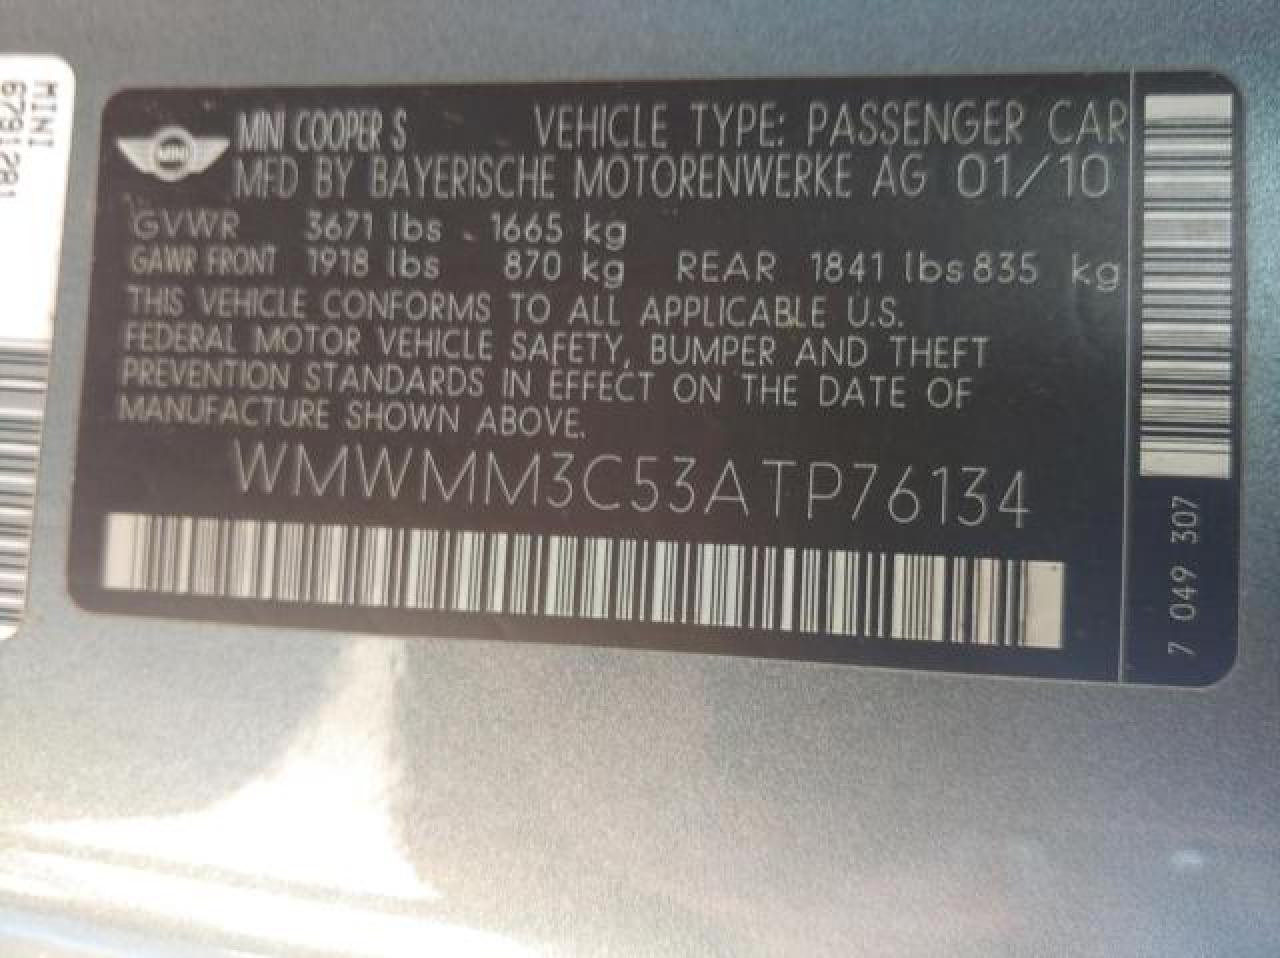 MINI
6791281
MINI
MINI COOPER S VEHICLE TYPE: PASSENGER CAR
MFD BY BAYERISCHE MOTORENWERKE AG 01/10
GVWR 3671 lbs 1665 kg
GAWR FRONT 1918 lbs 870 kg REAR 1841 lbs 835 kg
THIS VEHICLE CONFORMS TO ALL APPLICABLE U.S.
FEDERAL MOTOR VEHICLE SAFETY, BUMPER AND THEFT
PREVENTION STANDARDS IN EFFECT ON THE DATE OF
MANUFACTURE SHOWN ABOVE.
WMWMM3C53ATP76134
7 049 307